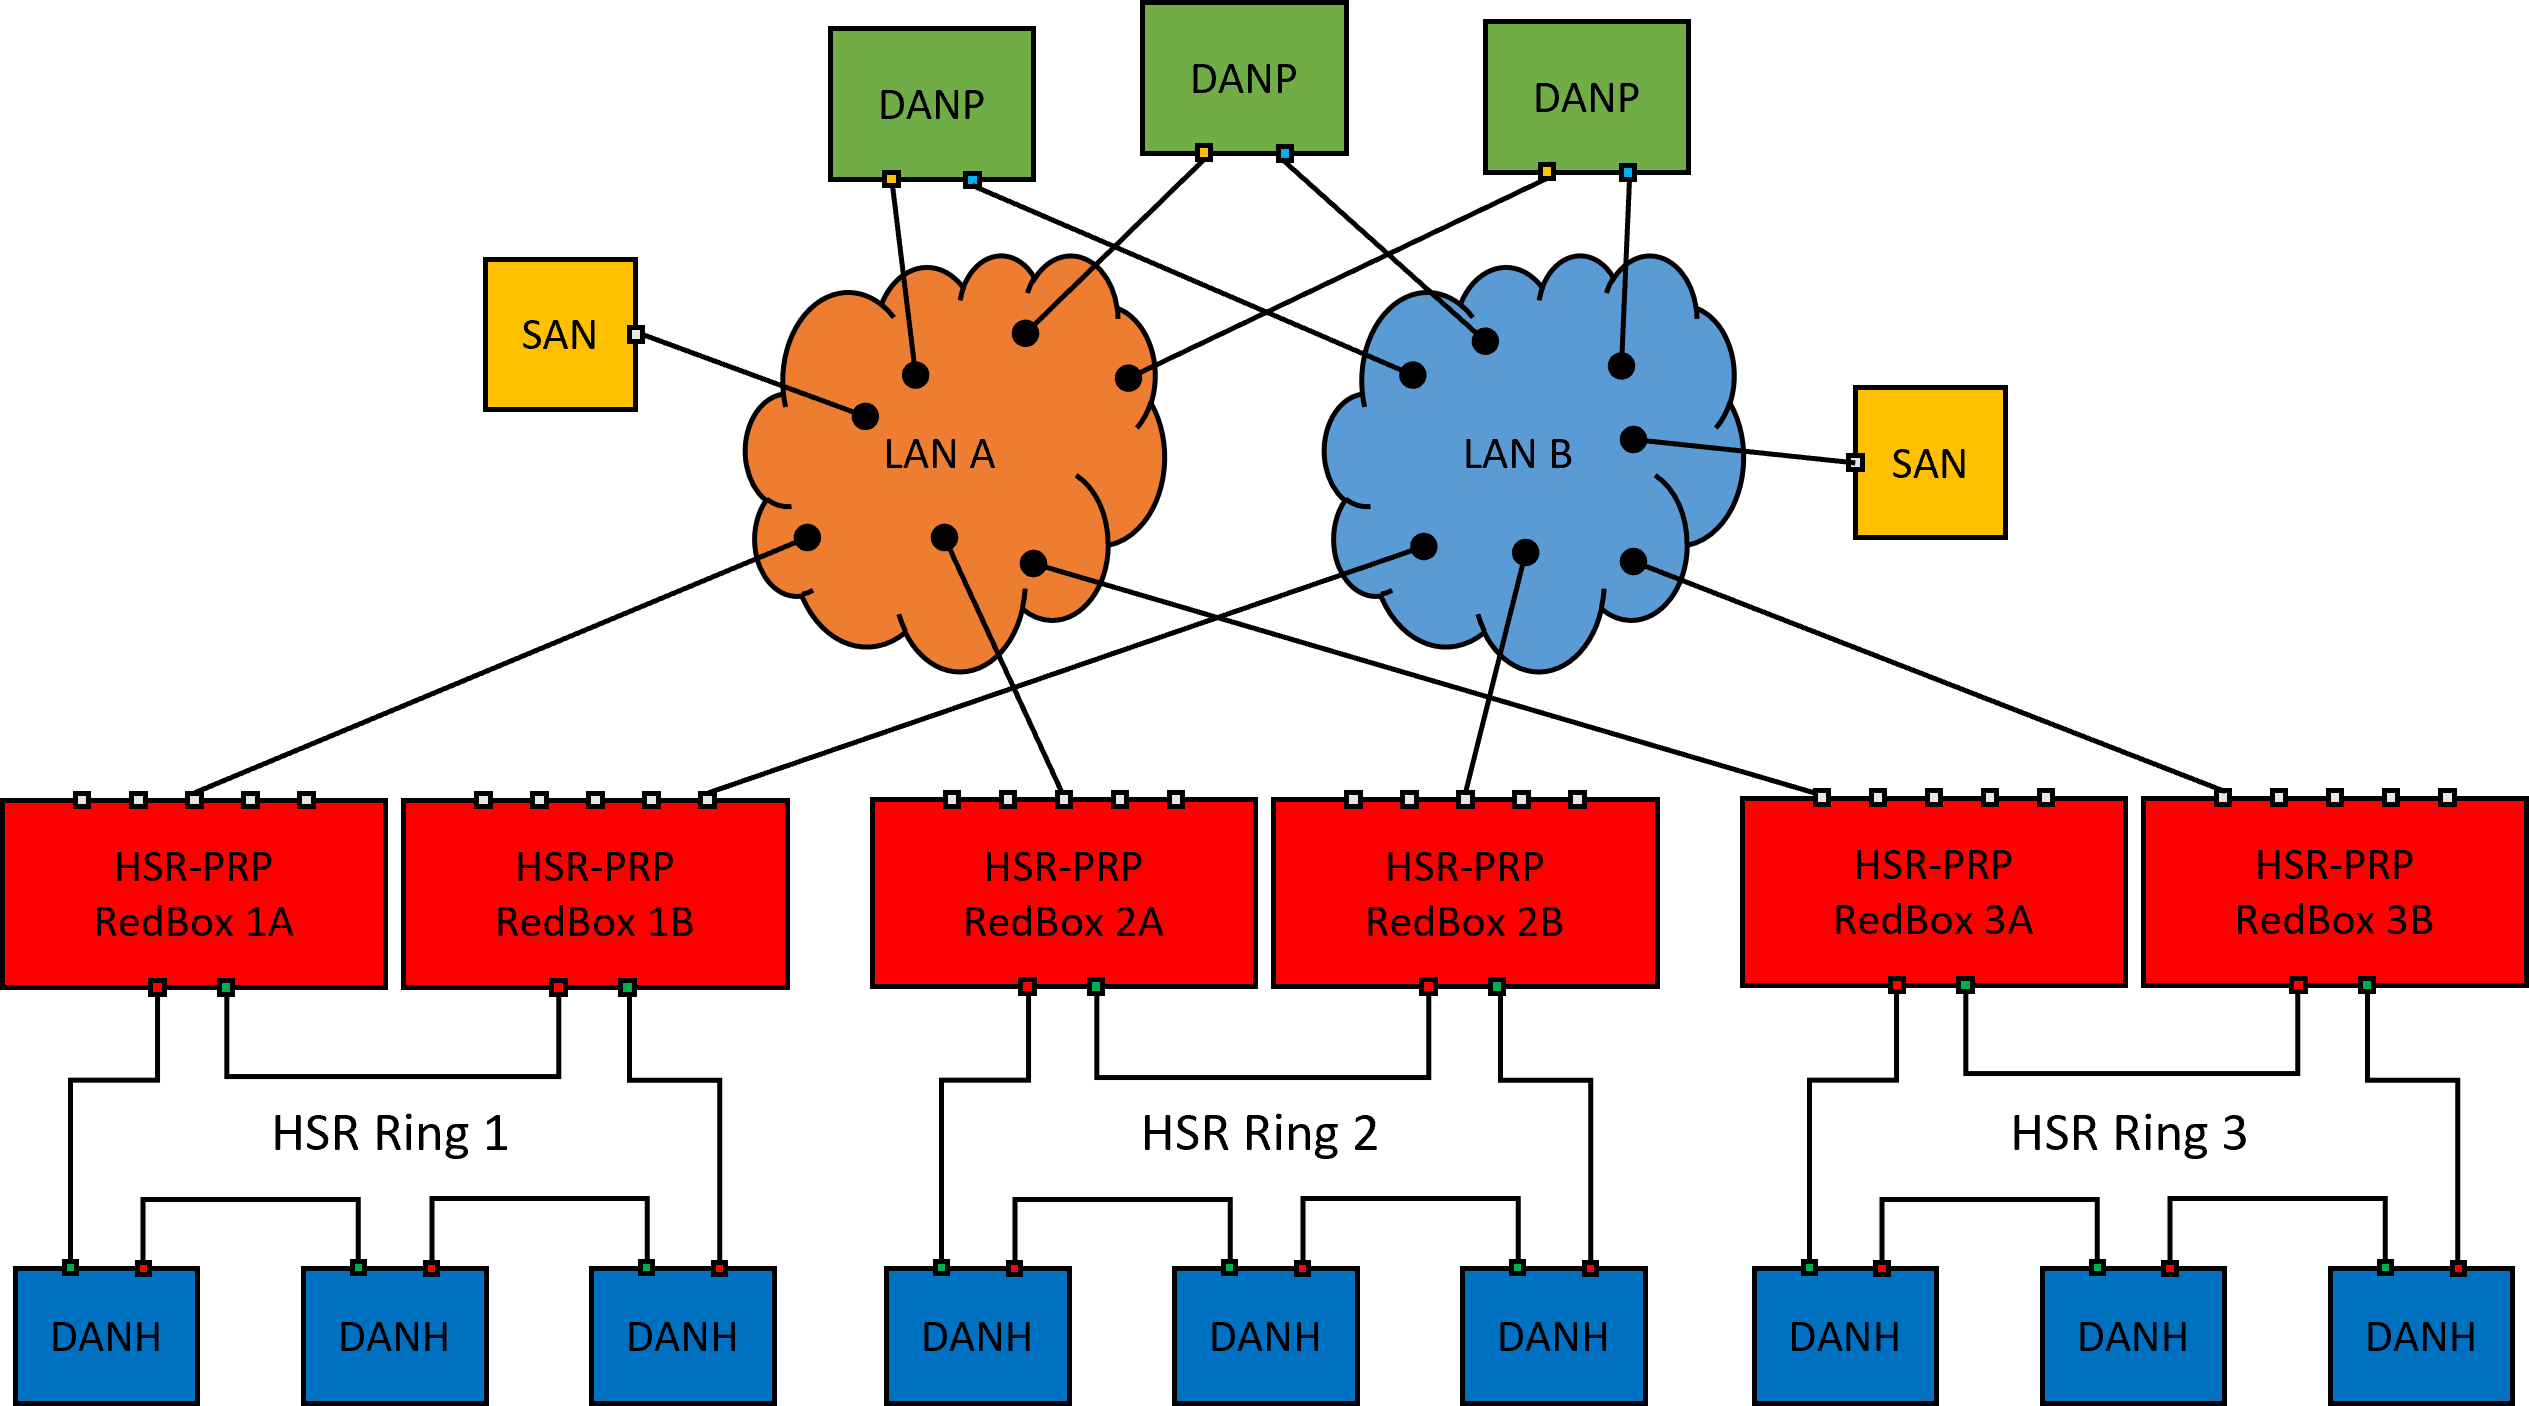 DANP
DANP
DANP
SAN
LAN A
LAN B
SAN
HSR-PRP
RedBox 1A
HSR-PRP
RedBox 1B
HSR-PRP
RedBox 2A
HSR-PRP
RedBox 2B
HSR-PRP
RedBox 3A
HSR-PRP
RedBox 3B
HSR Ring 1
HSR Ring 2
HSR Ring 3
DANH
DANH
DANH
DANH
DANH
DANH
DANH
DANH
DANH